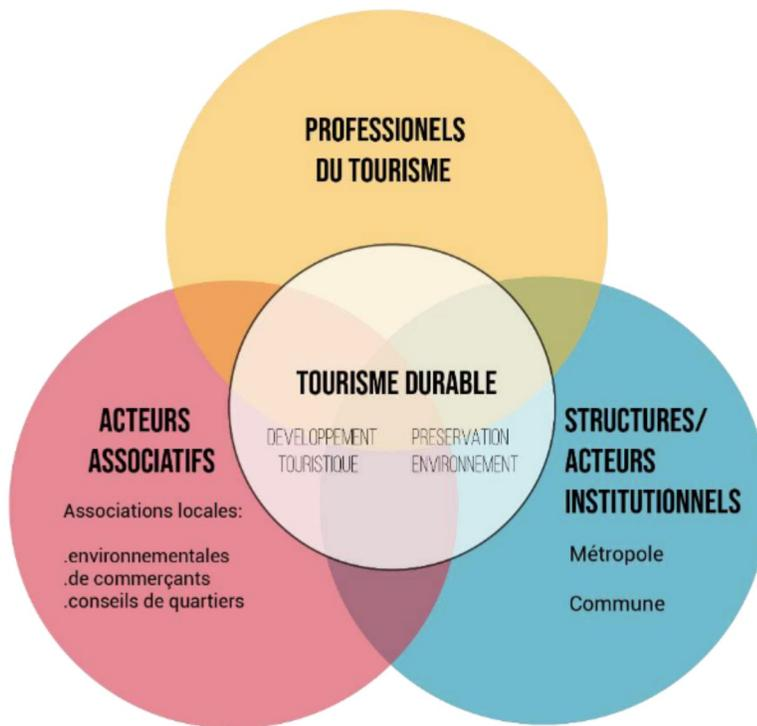 PROFESSIONELS
DU TOURISME
TOURISME DURABLE
DEVELOPPEMENT
TOURISTIQUE
PRESERVATION
ENVIRONNEMENT
ACTEURS
ASSOCIATIFS
Associations locales:
.environnementales
.de commerçants
.conseils de quartiers
STRUCTURES/
ACTEURS
INSTITUTIONNELS
Métropole
Commune